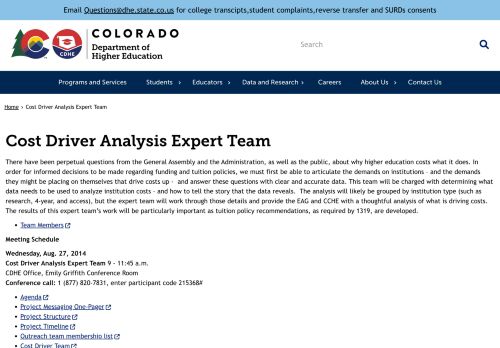 Email Questions@dhe.state.co.us for college transcipts,student complaints,reverse transfer and SURDs consents
CDHE
COLORADO
Department of
Higher Education
Search
Programs and Services Students Educators Data and Research Careers About Us Contact Us
Home > Cost Driver Analysis Expert Team
Cost Driver Analysis Expert Team
There have been perpetual questions from the General Assembly and the Administration, as well as the public, about why higher education costs what it does. In
order for informed decisions to be made regarding funding and tuition policies, we must first be able to articulate the demands on institutions – and the demands
they might be placing on themselves that drive costs up – and answer these questions with clear and accurate data. This team will be charged with determining what
data needs to be used to analyze institution costs – and how to tell the story that the data reveals. The analysis will likely be grouped by institution type (such as
research, 4-year, and access), but the expert team will work through those details and provide the EAG and CCHE with a thoughtful analysis of what is driving costs.
The results of this expert team's work will be particularly important as tuition policy recommendations, as required by 1319, are developed.
• Team Members
Meeting Schedule
Wednesday, Aug. 27, 2014
Cost Driver Analysis Expert Team 9 - 11:45 a.m.
CDHE Office, Emily Griffith Conference Room
Conference call: 1 (877) 820-7831, enter participant code 215368#
• Agenda
• Project Messaging One-Pager
• Project Structure
• Project Timeline
• Outreach team membership list
• Cost Driver Team